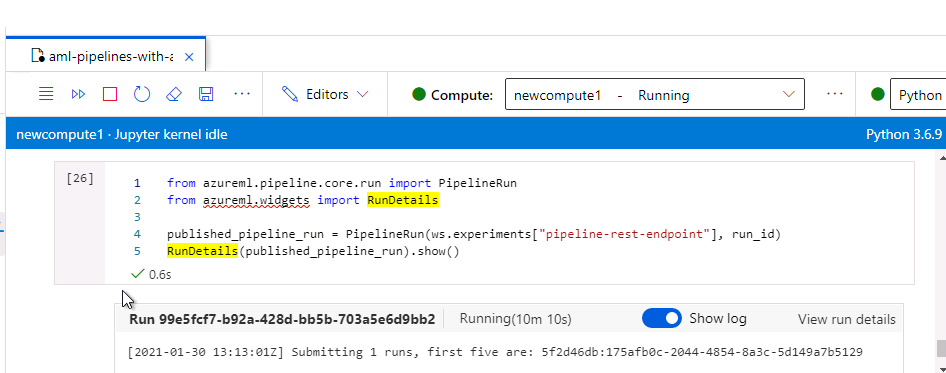 aml-pipelines-with-a
Editors
Compute:
newcompute1 - Running
Python
newcompute1 · Jupyter kernel idle
Python 3.6.9
[26]
1 from azureml.pipeline.core.run import PipelineRun
2 from azureml.widgets import RunDetails
3
4 published_pipeline_run = PipelineRun(ws.experiments["pipeline-rest-endpoint"], run_id)
5 RunDetails(published_pipeline_run).show()
0.6s
Run 99e5fcf7-b92a-428d-bb5b-703a5e6d9bb2
Running(10m 10s)
Show log
View run details
[2021-01-30 13:13:01Z] Submitting 1 runs, first five are: 5f2d46db:175afb0c-2044-4854-8a3c-5d149a7b5129